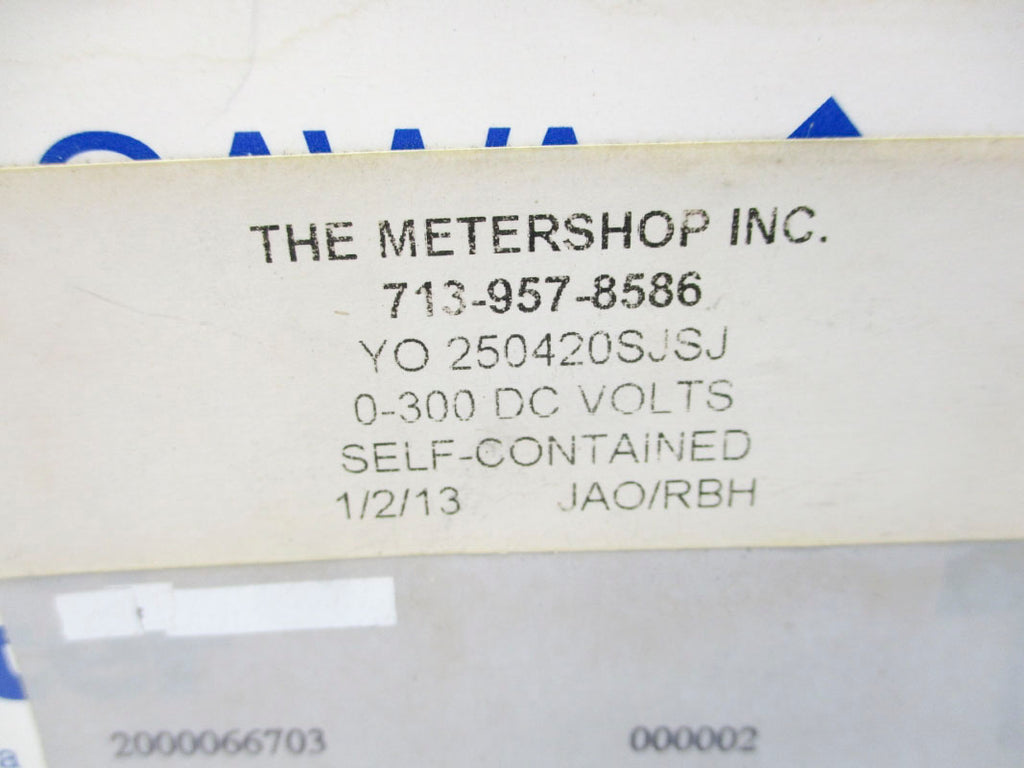 THE METERSHOP INC.
713-957-8586
YO 250420SJSJ
0-300 DC VOLTS
SELF-CONTAINED
1/2/13 JAO/RBH
2000066703 000002